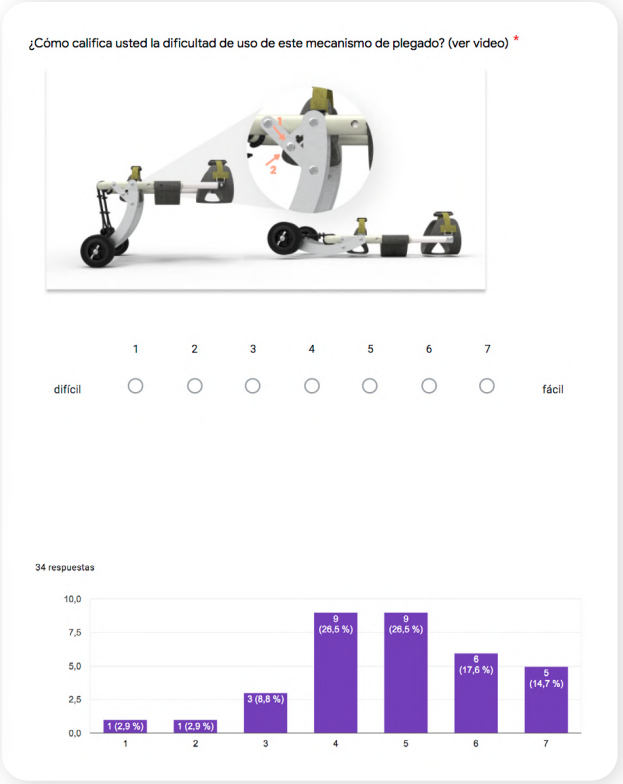 ¿Cómo califica usted la dificultad de uso de este mecanismo de plegado? (ver video) *
1
2
1 2 3 4 5 6 7
difícil fácil
34 respuestas
10,0
7,5
5,0
2,5
0,0
1 (2,9 %)
1 (2,9 %)
3 (8,8 %)
9
(26,5 %)
9
(26,5 %)
6
(17,6 %)
5
(14,7 %)
1 2 3 4 5 6 7